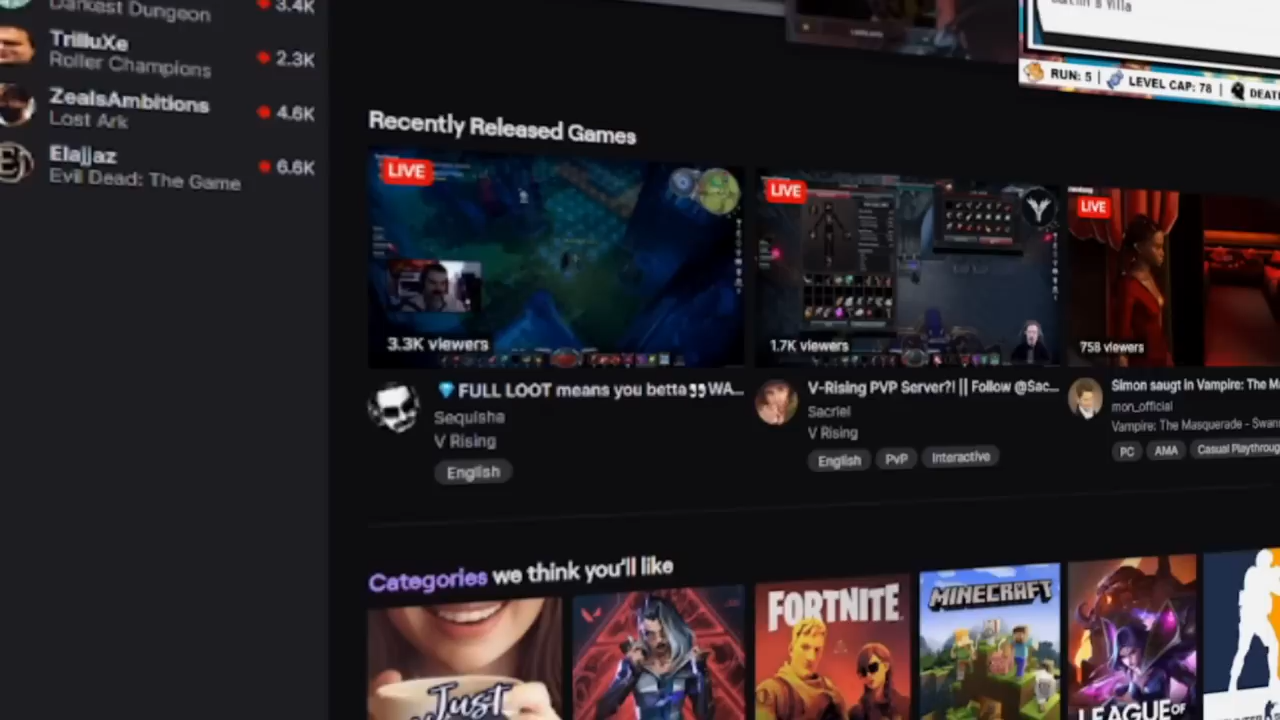 Darkest Dungeon
3.4K
TrilluXe
Roller Champions
2.3K
ZealsAmbitions
Lost Ark
4.6K
Elajjaz
Evil Dead: The Game
6.6K
RUN: 5 | LEVEL CAP: 78 | DEAT
Recently Released Games
LIVE
3.3K viewers
FULL LOOT means you betta WA...
Sequisha
V Rising
English
LIVE
1.7K viewers
V-Rising PVP Server?! || Follow @Sac...
Sacriel
V Rising
English
PvP
Interactive
LIVE
758 viewers
Simon saugt in Vampire: The M
mon_official
Vampire: The Masquerade - Swan
PC
AMA
Casual Playthroug
Categories we think you'll like
Just
FORTNITE
MINECRAFT
LEAGUE OF